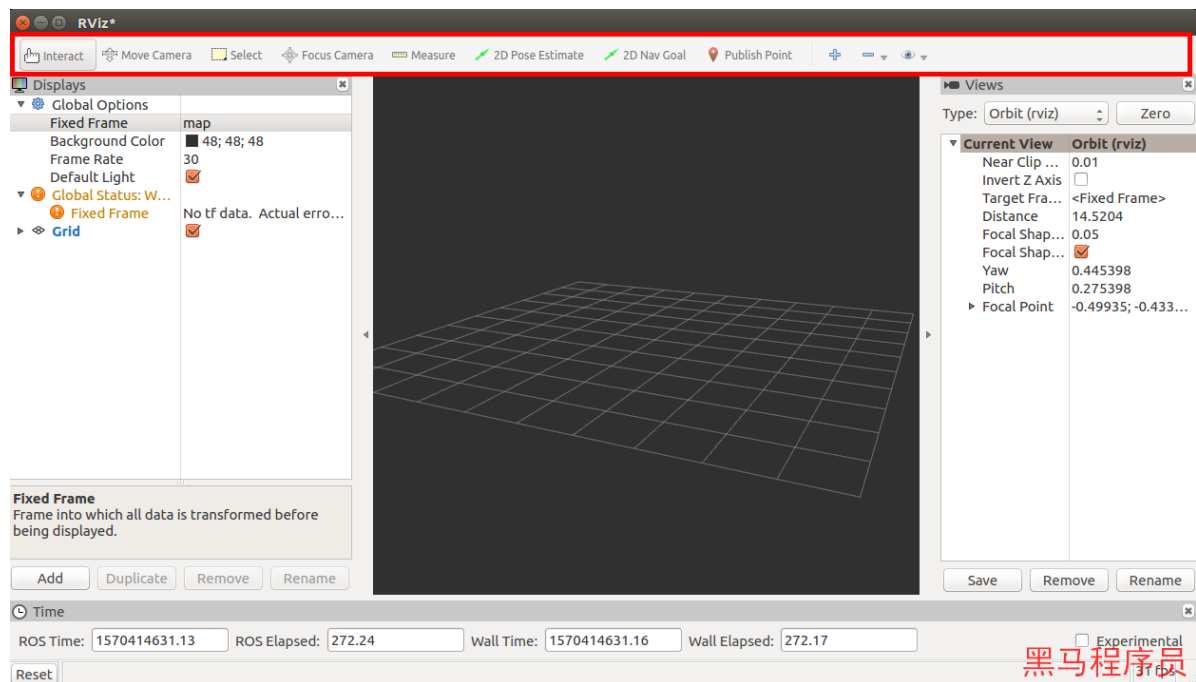 RViz*
Interact Move Camera Select Focus Camera Measure 2D Pose Estimate 2D Nav Goal Publish Point
Displays
Global Options
Fixed Frame map
Background Color 48; 48; 48
Frame Rate 30
Default Light
Global Status: W...
Fixed Frame No tf data. Actual erro...
Grid
Fixed Frame
Frame into which all data is transformed before
being displayed.
Add Duplicate Remove Rename
Views
Type: Orbit (rviz) Zero
Current View Orbit (rviz)
Near Clip ... 0.01
Invert Z Axis
Target Fra... <Fixed Frame>
Distance 14.5204
Focal Shap... 0.05
Focal Shap...
Yaw 0.445398
Pitch 0.275398
Focal Point -0.49935; -0.433...
Save Remove Rename
Time
ROS Time: 1570414631.13 ROS Elapsed: 272.24 Wall Time: 1570414631.16 Wall Elapsed: 272.17 Experimental
黑马程序员
Reset 31 fps